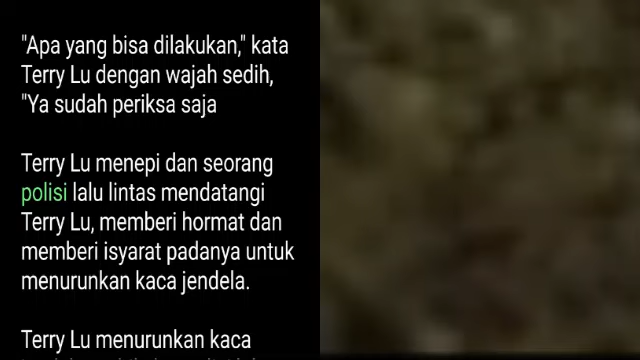 "Apa yang bisa dilakukan," kata
Terry Lu dengan wajah sedih,
"Ya sudah periksa saja
Terry Lu menepi dan seorang
polisi lalu lintas mendatangi
Terry Lu, memberi hormat dan
memberi isyarat padanya untuk
menurunkan kaca jendela.
Terry Lu menurunkan kaca